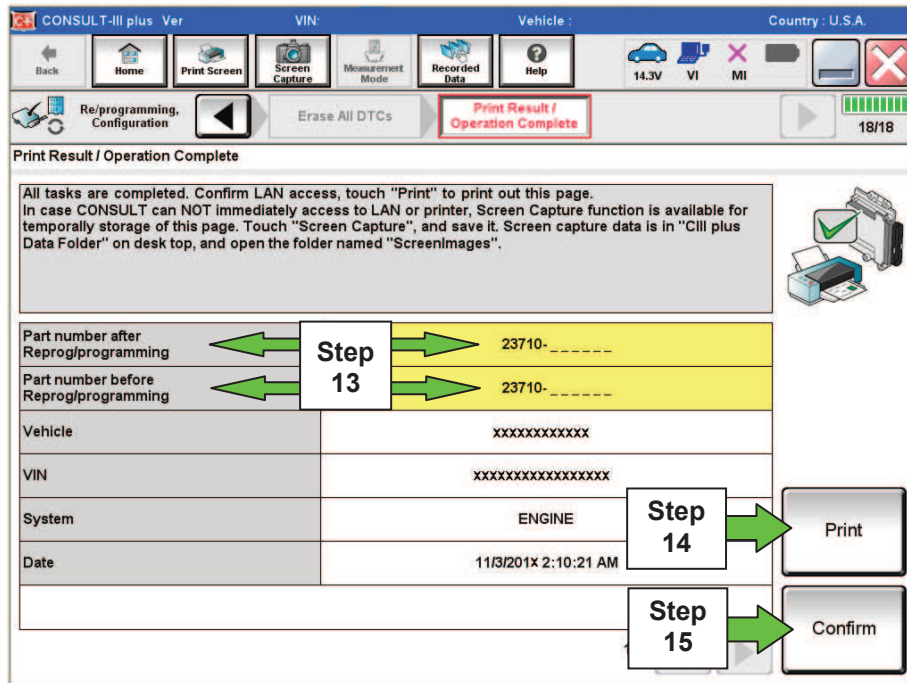 CONSULT-III plus Ver VIN: Vehicle : Country : U.S.A.
Back
Home
Print Screen
Screen Capture
Measurement Mode
Recorded Data
Help
14.3V VI MI
Re/programming, Configuration
Erase All DTCs
Print Result / Operation Complete
18/18
Print Result / Operation Complete
All tasks are completed. Confirm LAN access, touch "Print" to print out this page.
In case CONSULT can NOT immediately access to LAN or printer, Screen Capture function is available for
temporally storage of this page. Touch "Screen Capture", and save it. Screen capture data is in "CIII plus
Data Folder" on desk top, and open the folder named "ScreenImages".
Part number after
Reprog/programming
23710-______
Step
13
Part number before
Reprog/programming
23710-______
Vehicle
xxxxxxxxxxxx
VIN
xxxxxxxxxxxxxxxxx
System
ENGINE
Step
14
Print
Date
11/3/201X 2:10:21 AM
Step
15
Confirm